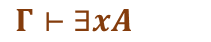 𝚪 ⊢ ∃𝒙𝑨